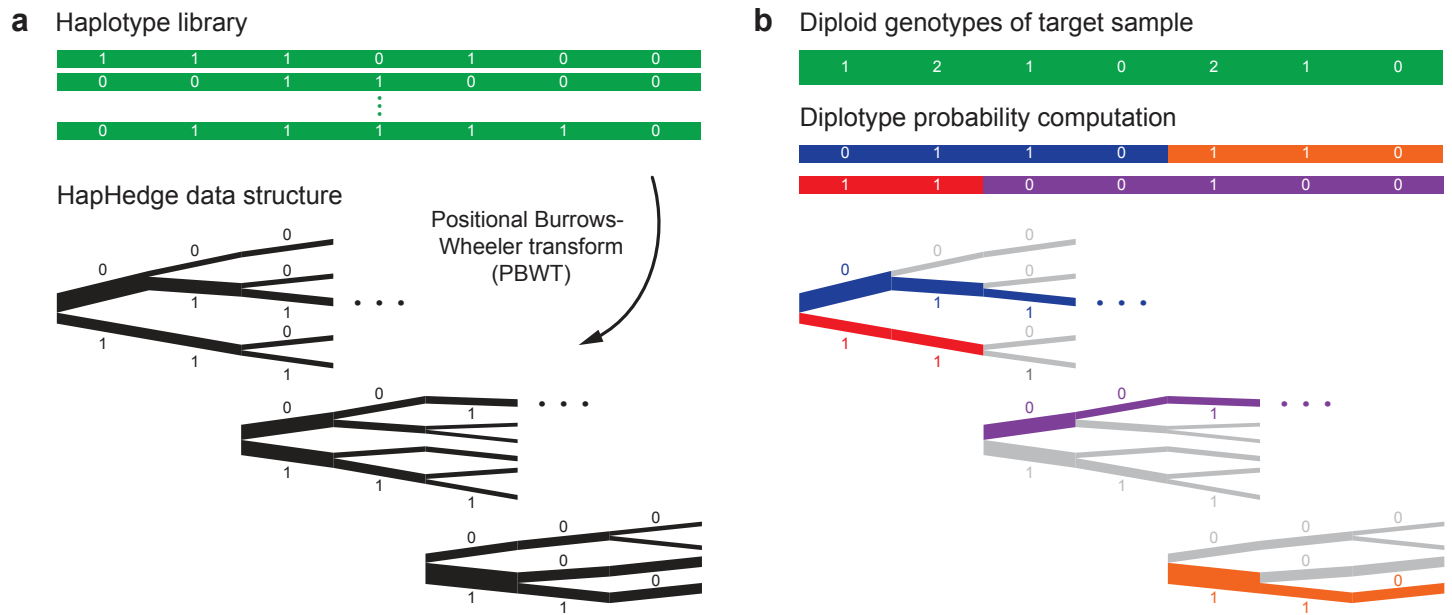 a Haplotype library
1 1 1 0 1 0 0
0 0 1 1 0 0 0
0 1 1 1 1 1 0
HapHedge data structure
Positional Burrows-
Wheeler transform
(PBWT)
0 0 0
0
1 1
0
1 1 1
0 0 1
1 1 1
0 0 0
0 0
1 1
b Diploid genotypes of target sample
1 2 1 0 2 1 0
Diplotype probability computation
0 1 1 0 1 1 0
1 1 0 0 1 0 0
0 0 0
0
1 1
0
1 1 1
0 0 1
1 1 1
0 0 0
0 0
1 1